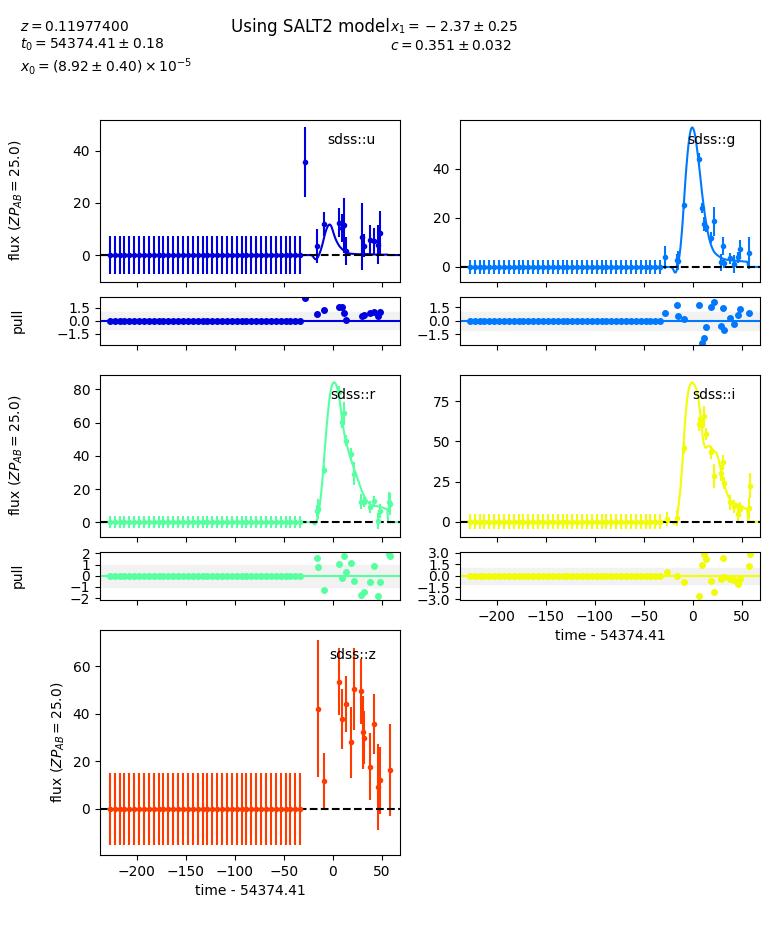 z = 0.11977400
Using SALT2 model
x₁ = −2.37 ± 0.25
t₀ = 54374.41 ± 0.18
c = 0.351 ± 0.032
x₀ = (8.92 ± 0.40) × 10⁻⁵
flux (ZP_AB = 25.0)
40
20
0
sdss::u
40
20
0
sdss::g
pull
1.5
0.0
−1.5
1.5
0.0
−1.5
flux (ZP_AB = 25.0)
80
60
40
20
0
sdss::r
75
50
25
0
sdss::i
pull
2
1
0
−1
−2
3.0
1.5
0.0
−1.5
−3.0
−200 −150 −100 −50 0 50
time - 54374.41
flux (ZP_AB = 25.0)
60
40
20
0
sdss::z
−200 −150 −100 −50 0 50
time - 54374.41